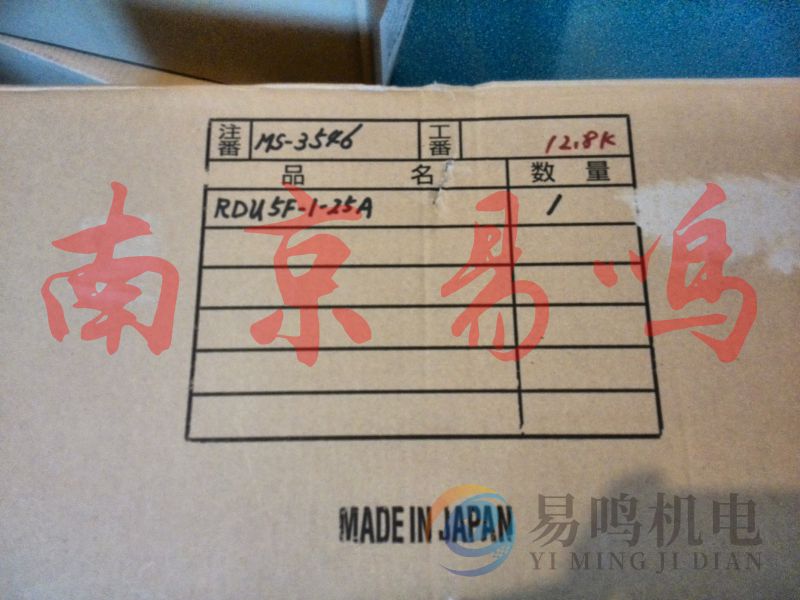 注番 MS-3546 工番 12.8K
品名 数量
RDU5F-1-25A 1
南京易鸣
MADE IN JAPAN
易鸣机电
YI MING JI DIAN